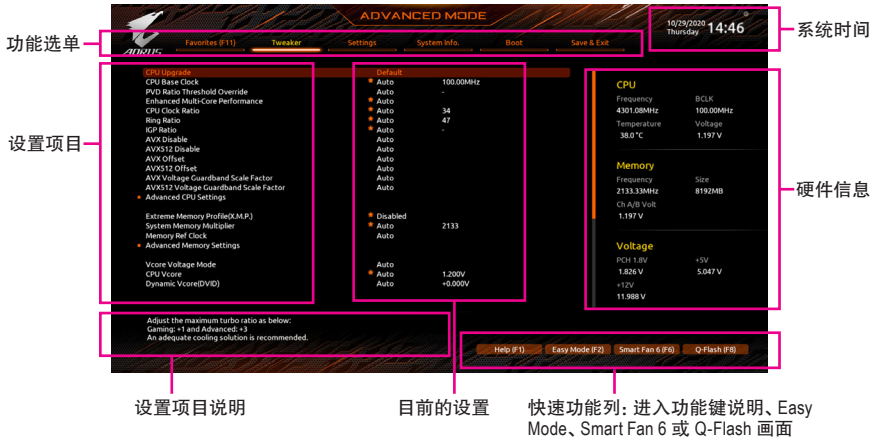 ADVANCED MODE
10/29/2020
Thursday 14:46
系统时间
功能选单
AORUS
Favorites (F11) Tweaker Settings System Info. Boot Save & Exit
设置项目
CPU Upgrade Default
CPU Base Clock Auto 100.00MHz
PVD Ratio Threshold Override Auto -
Enhanced Multi-Core Performance Auto
CPU Clock Ratio Auto 34
Ring Ratio Auto 47
IGP Ratio Auto -
AVX Disable Auto
AVX512 Disable Auto
AVX Offset Auto
AVX512 Offset Auto
AVX Voltage Guardband Scale Factor Auto
AVX512 Voltage Guardband Scale Factor Auto
Advanced CPU Settings
Extreme Memory Profile(X.M.P.) Disabled
System Memory Multiplier Auto 2133
Memory Ref Clock Auto
Advanced Memory Settings
Vcore Voltage Mode Auto
CPU Vcore Auto 1.200V
Dynamic Vcore(DVID) Auto +0.000V
CPU
Frequency BCLK
4301.08MHz 100.00MHz
Temperature Voltage
38.0 °C 1.197 V
Memory
Frequency Size
2133.33MHz 8192MB
Ch A/B Volt
1.197 V
Voltage
PCH 1.8V +5V
1.826 V 5.047 V
+12V
11.988 V
硬件信息
Adjust the maximum turbo ratio as below:
Gaming: +1 and Advanced: +3
An adequate cooling solution is recommended.
Help (F1) Easy Mode (F2) Smart Fan 6 (F6) Q-Flash (F8)
设置项目说明
目前的设置
快速功能列: 进入功能键说明、Easy
Mode、Smart Fan 6 或 Q-Flash 画面